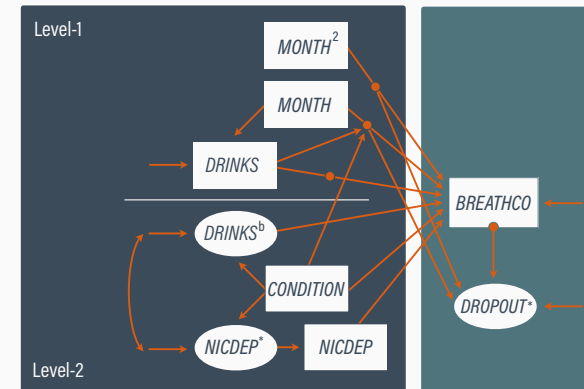 Level-1
MONTH²
MONTH
DRINKS
DRINKSᵇ
CONDITION
NICDEP*
NICDEP
Level-2
BREATHCO
DROPOUT*